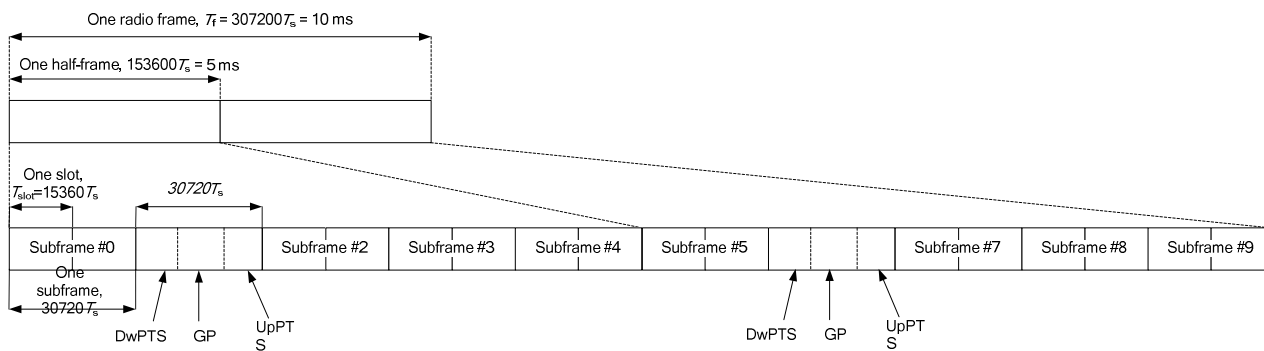 One radio frame, Tf = 307200Ts = 10 ms
One half-frame, 153600Ts = 5 ms
One slot,
Tslot=15360Ts
30720Ts
Subframe #0
Subframe #2
Subframe #3
Subframe #4
Subframe #5
Subframe #7
Subframe #8
Subframe #9
One
subframe,
30720Ts
DwPTS
GP
UpPT
S
DwPTS
GP
UpPT
S